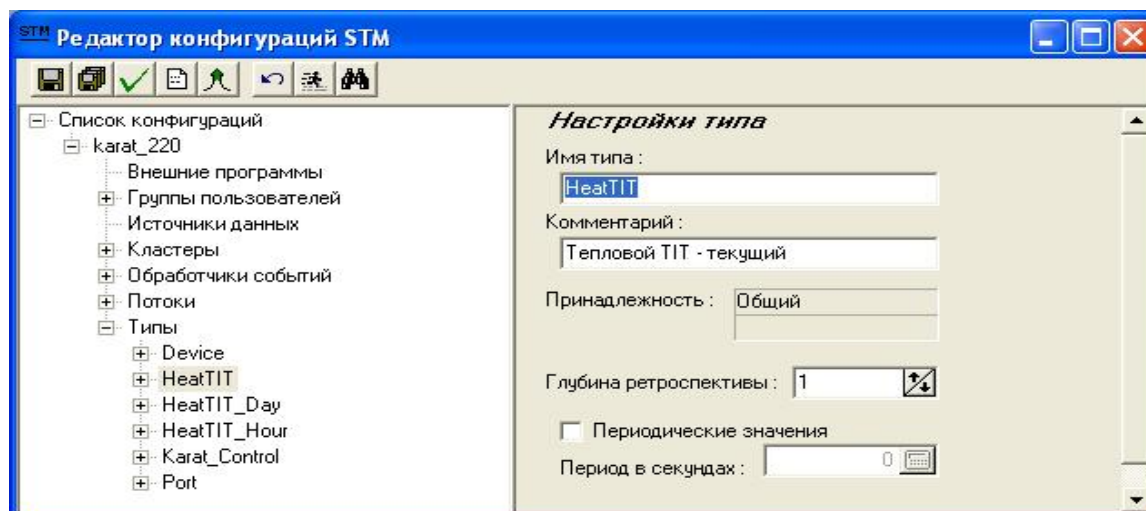 STM Редактор конфигураций STM
Список конфигураций
karat_220
Внешние программы
Группы пользователей
Источники данных
Кластеры
Обработчики событий
Потоки
Типы
Device
HeatTIT
HeatTIT_Day
HeatTIT_Hour
Karat_Control
Port
Настройки типа
Имя типа :
HeatTIT
Комментарий :
Тепловой TIT - текущий
Принадлежность : Общий
Глубина ретроспективы : 1
Периодические значения
Период в секундах : 0